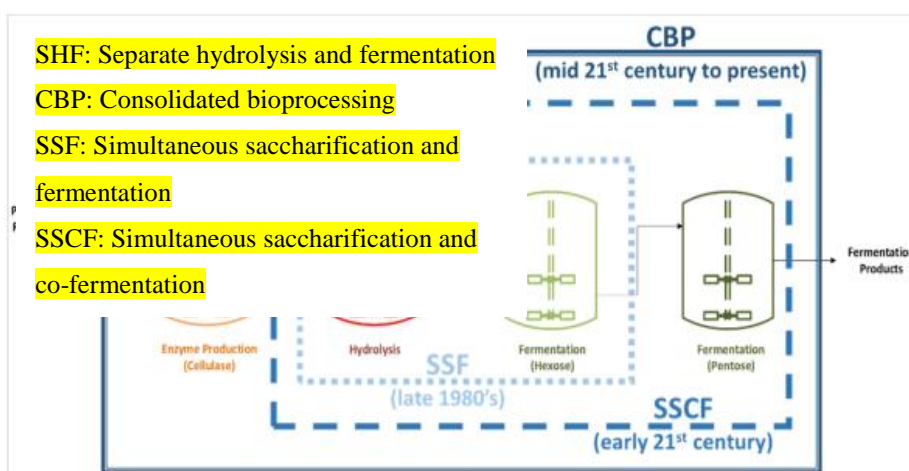 CBP
SHF: Separate hydrolysis and fermentation
(mid 21st century to present)
CBP: Consolidated bioprocessing
SSF: Simultaneous saccharification and
fermentation
SSCF: Simultaneous saccharification and
co-fermentation
Fermentation
Products
Enzyme Production
(Cellulase)
Hydrolysis
Fermentation
(Hexose)
Fermentation
(Pentose)
SSF
(late 1980's)
SSCF
(early 21st century)